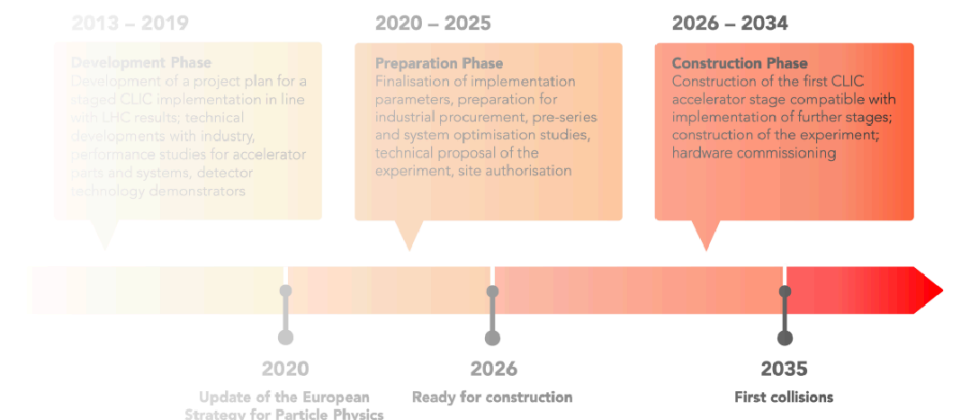 2013 – 2019
Development Phase
Development of a project plan for a
staged CLIC implementation in line
with LHC results; technical
developments with industry,
performance studies for accelerator
parts and systems, detector
technology demonstrators
2020 – 2025
Preparation Phase
Finalisation of implementation
parameters, preparation for
industrial procurement, pre-series
and system optimisation studies,
technical proposal of the
experiment, site authorisation
2026 – 2034
Construction Phase
Construction of the first CLIC
accelerator stage compatible with
implementation of further stages;
construction of the experiment;
hardware commissioning
2020
Update of the European
Strategy for Particle Physics
2026
Ready for construction
2035
First collisions